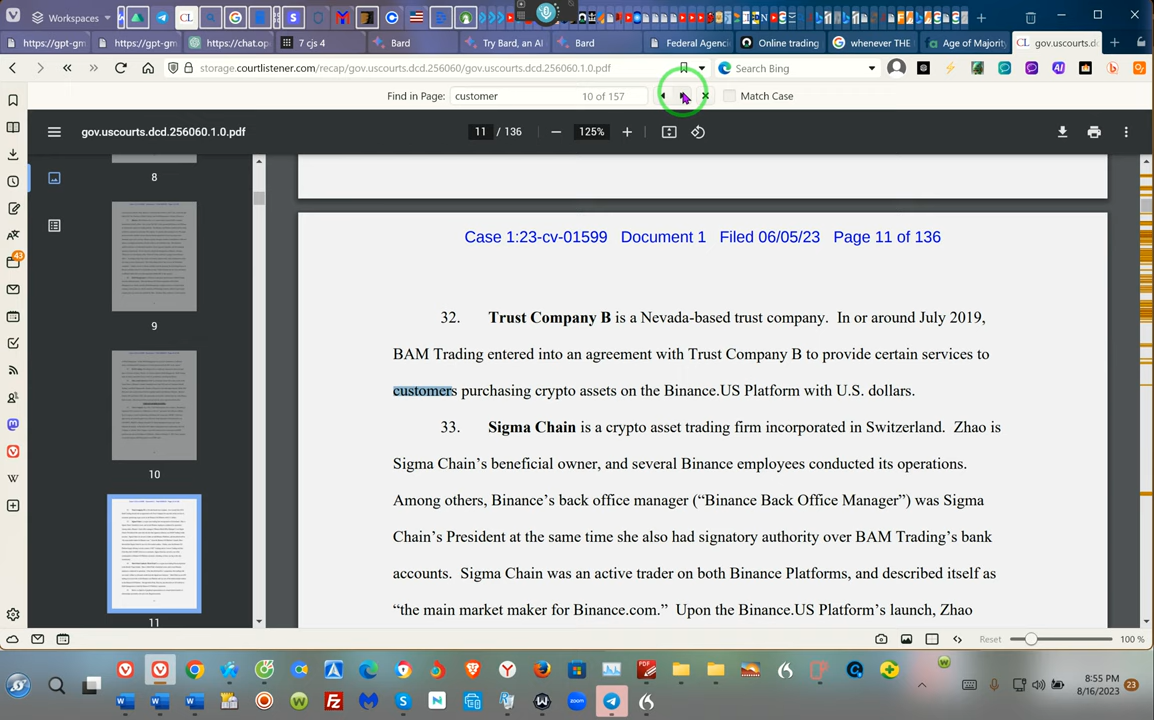 Workspaces
https://gpt-gm
https://gpt-gm
https://chat.op
7 cjs 4
Bard
Try Bard, an AI
Bard
Federal Agenc
Online trading
whenever THE
Age of Majority
gov.uscourts.dc
storage.courtlistener.com/recap/gov.uscourts.dcd.256060/gov.uscourts.dcd.256060.1.0.pdf
Search Bing
Find in Page:
customer
10 of 157
Match Case
gov.uscourts.dcd.256060.1.0.pdf
11 / 136
125%
8
9
10
11
Case 1:23-cv-01599 Document 1 Filed 06/05/23 Page 11 of 136
32. Trust Company B is a Nevada-based trust company. In or around July 2019,
BAM Trading entered into an agreement with Trust Company B to provide certain services to
customers purchasing crypto assets on the Binance.US Platform with U.S. dollars.
33. Sigma Chain is a crypto asset trading firm incorporated in Switzerland. Zhao is
Sigma Chain’s beneficial owner, and several Binance employees conducted its operations.
Among others, Binance’s back office manager (“Binance Back Office Manager”) was Sigma
Chain’s President at the same time she also had signatory authority over BAM Trading’s bank
accounts. Sigma Chain was an active trader on both Binance Platforms, and described itself as
“the main market maker for Binance.com.” Upon the Binance.US Platform’s launch, Zhao
43
Reset
100 %
8:55 PM
8/16/2023
23